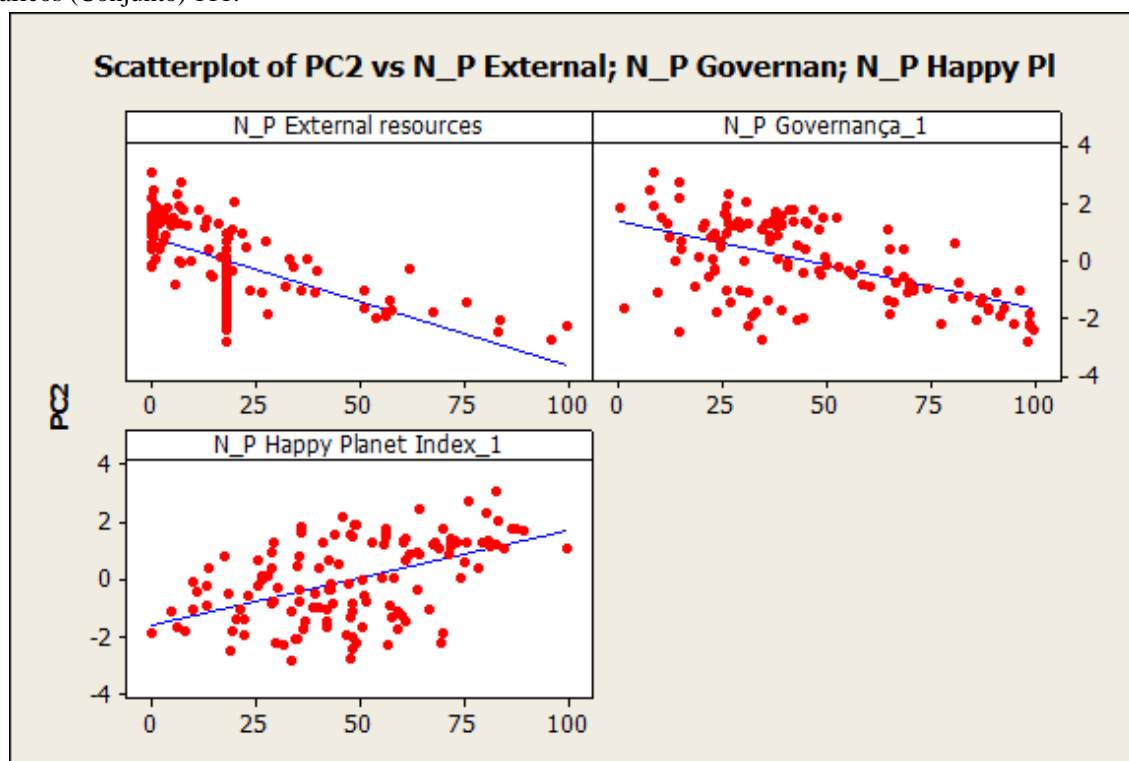 Scatterplot of PC2 vs N_P External; N_P Governan; N_P Happy Pl
N_P External resources
N_P Governança_1
4
2
0
-2
-4
0 25 50 75 100
0 25 50 75 100
PC2
N_P Happy Planet Index_1
4
2
0
-2
-4
0 25 50 75 100